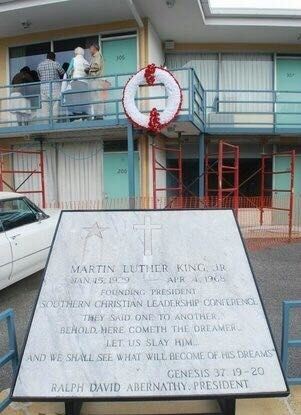 306
305
MARTIN LUTHER KING, JR.
JAN. 15, 1929 APR. 4, 1968
FOUNDING PRESIDENT
SOUTHERN CHRISTIAN LEADERSHIP CONFERENCE
THEY SAID ONE TO ANOTHER,
BEHOLD, HERE COMETH THE DREAMER...
LET US SLAY HIM...
AND WE SHALL SEE WHAT WILL BECOME OF HIS DREAMS"
GENESIS 37: 19-20
RALPH DAVID ABERNATHY, PRESIDENT